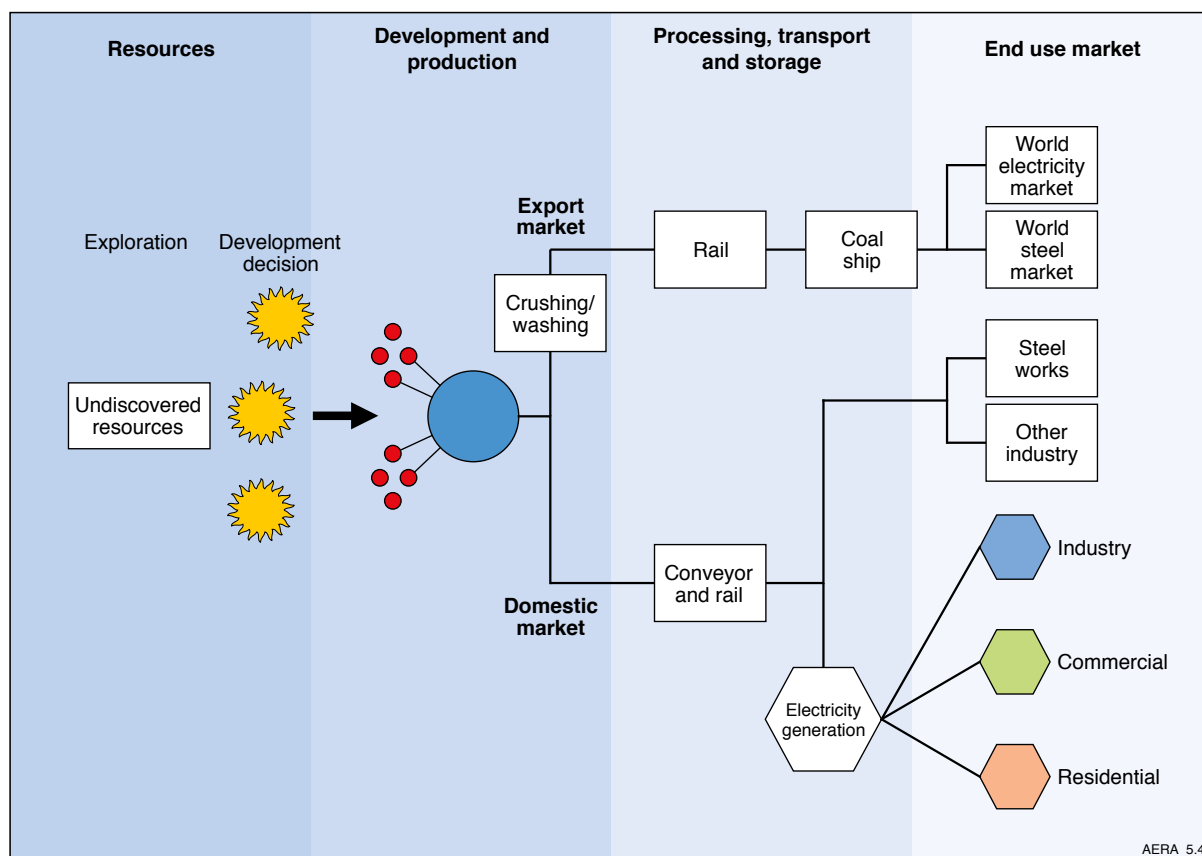 Resources
Development and
production
Processing, transport
and storage
End use market
Exploration
Development
decision
Undiscovered
resources
Export
market
Crushing/
washing
Domestic
market
Rail
Coal
ship
Conveyor
and rail
Electricity
generation
World
electricity
market
World
steel
market
Steel
works
Other
industry
Industry
Commercial
Residential
AERA 5.4